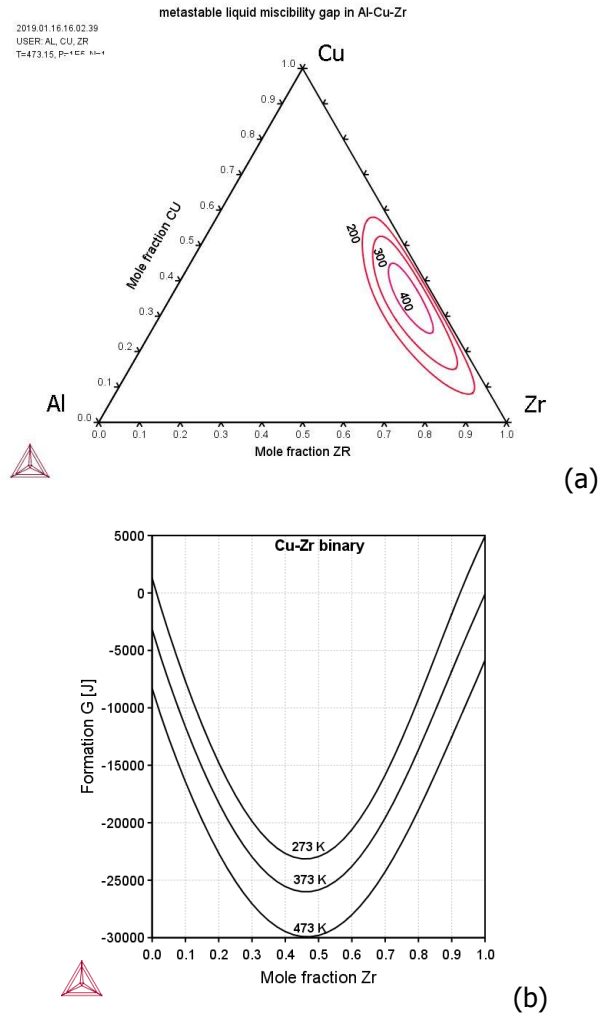 metastable liquid miscibility gap in Al-Cu-Zr
2019.01.16.16.02.39
USER: AL, CU, ZR
T=473.15, P=1E5, N=1
Cu
1.0
0.9
0.8
0.7
0.6
0.5
0.4
0.3
0.2
0.1
0.0
Mole fraction CU
200
300
400
Al
Zr
0.0 0.1 0.2 0.3 0.4 0.5 0.6 0.7 0.8 0.9 1.0
Mole fraction ZR
(a)
Cu-Zr binary
5000
0
-5000
-10000
-15000
-20000
-25000
-30000
Formation G [J]
273 K
373 K
473 K
0.0 0.1 0.2 0.3 0.4 0.5 0.6 0.7 0.8 0.9 1.0
Mole fraction Zr
(b)